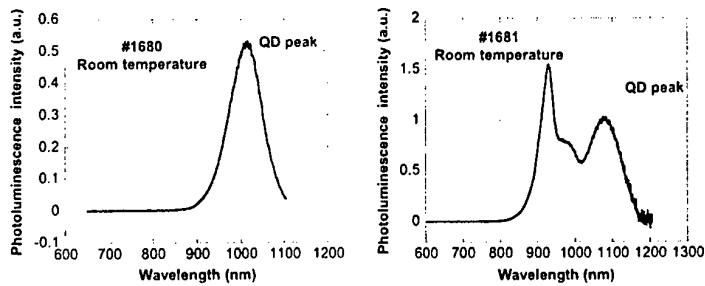 Photoluminescence intensity (a.u.)
0.6
0.5
0.4
0.3
0.2
0.1
0
-0.1
#1680
Room temperature
QD peak
600 700 800 900 1000 1100 1200
Wavelength (nm)
Photoluminescence intensity (a.u.)
2
1.5
1
0.5
0
#1681
Room temperature
QD peak
600 700 800 900 1000 1100 1200 1300
Wavelength (nm)